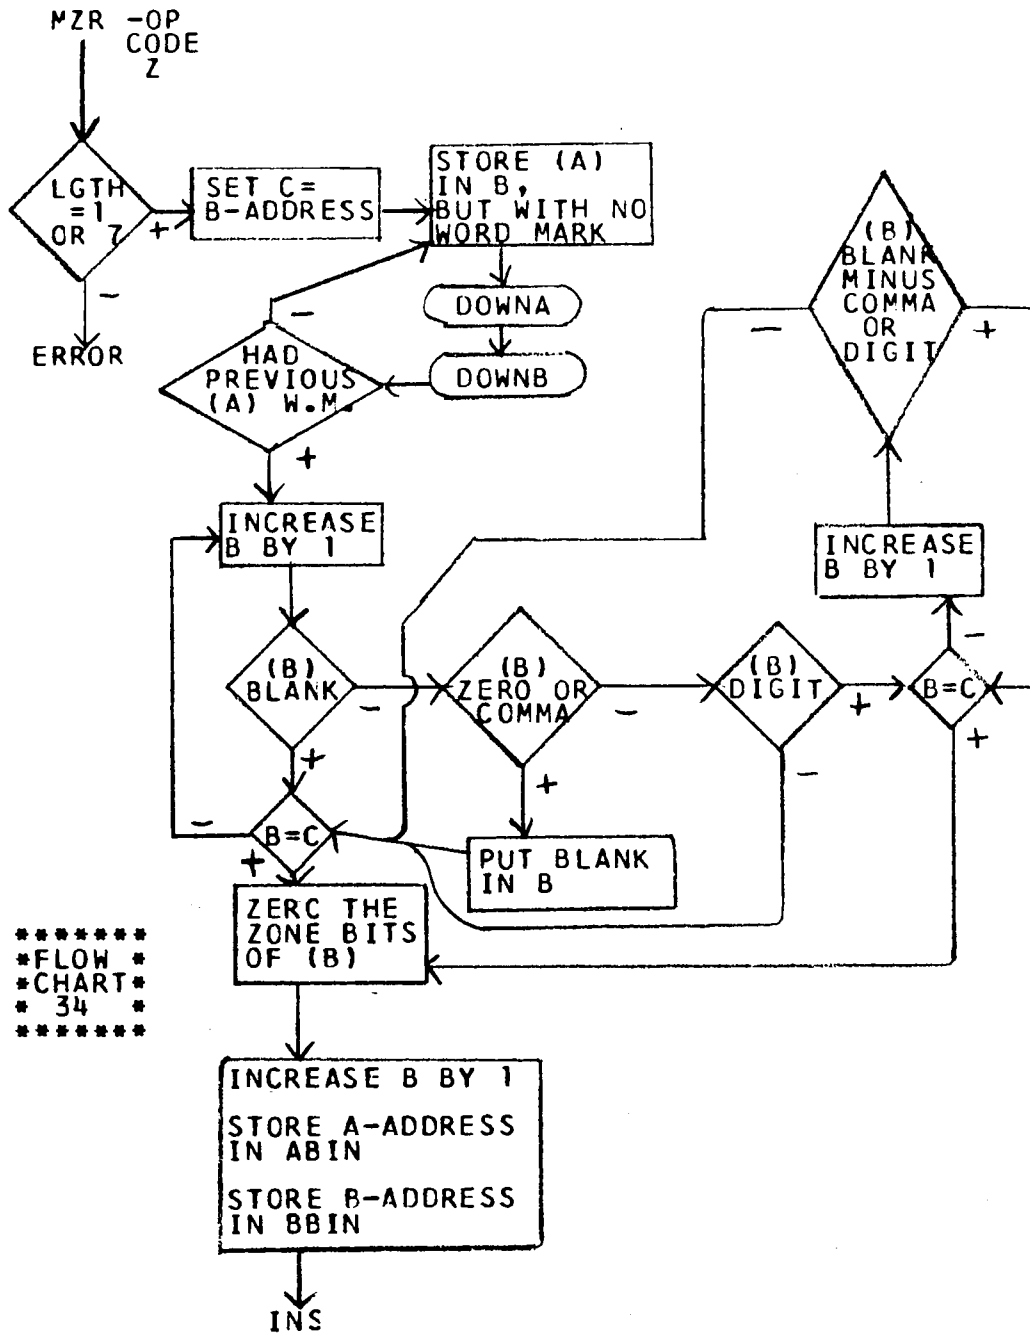 MZR -OP
CODE
Z
LGTH
=1
OR 7
+
-
ERROR
SET C=
B-ADDRESS
STORE (A)
IN B,
BUT WITH NO
WORD MARK
DOWNA
DOWNB
HAD
PREVIOUS
(A) W.M.
-
+
INCREASE
B BY 1
(B)
BLANK
-
+
(B)
ZERO OR
COMMA
-
+
(B)
DIGIT
+
-
B=C
-
+
INCREASE
B BY 1
(B)
BLANK
MINUS
COMMA
OR
DIGIT
-
+
B=C
-
+
PUT BLANK
IN B
ZERC THE
ZONE BITS
OF (B)
*******
*FLOW *
*CHART*
* 34 *
*******
INCREASE B BY 1
STORE A-ADDRESS
IN ABIN
STORE B-ADDRESS
IN BBIN
INS